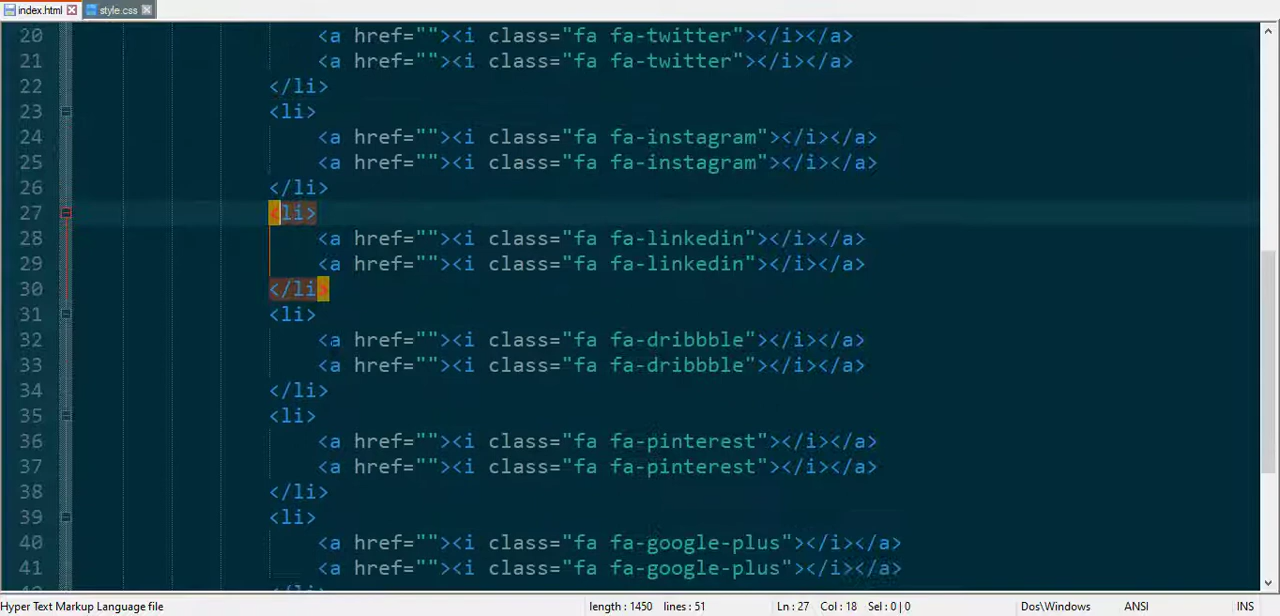 index.html style.css
20 <a href=""><i class="fa fa-twitter"></i></a>
21 <a href=""><i class="fa fa-twitter"></i></a>
22 </li>
23 <li>
24 <a href=""><i class="fa fa-instagram"></i></a>
25 <a href=""><i class="fa fa-instagram"></i></a>
26 </li>
27 <li>
28 <a href=""><i class="fa fa-linkedin"></i></a>
29 <a href=""><i class="fa fa-linkedin"></i></a>
30 </li>
31 <li>
32 <a href=""><i class="fa fa-dribbble"></i></a>
33 <a href=""><i class="fa fa-dribbble"></i></a>
34 </li>
35 <li>
36 <a href=""><i class="fa fa-pinterest"></i></a>
37 <a href=""><i class="fa fa-pinterest"></i></a>
38 </li>
39 <li>
40 <a href=""><i class="fa fa-google-plus"></i></a>
41 <a href=""><i class="fa fa-google-plus"></i></a>
42 </li>
Hyper Text Markup Language file length : 1450 lines : 51 Ln : 27 Col : 18 Sel : 0 | 0 Dos\Windows ANSI INS